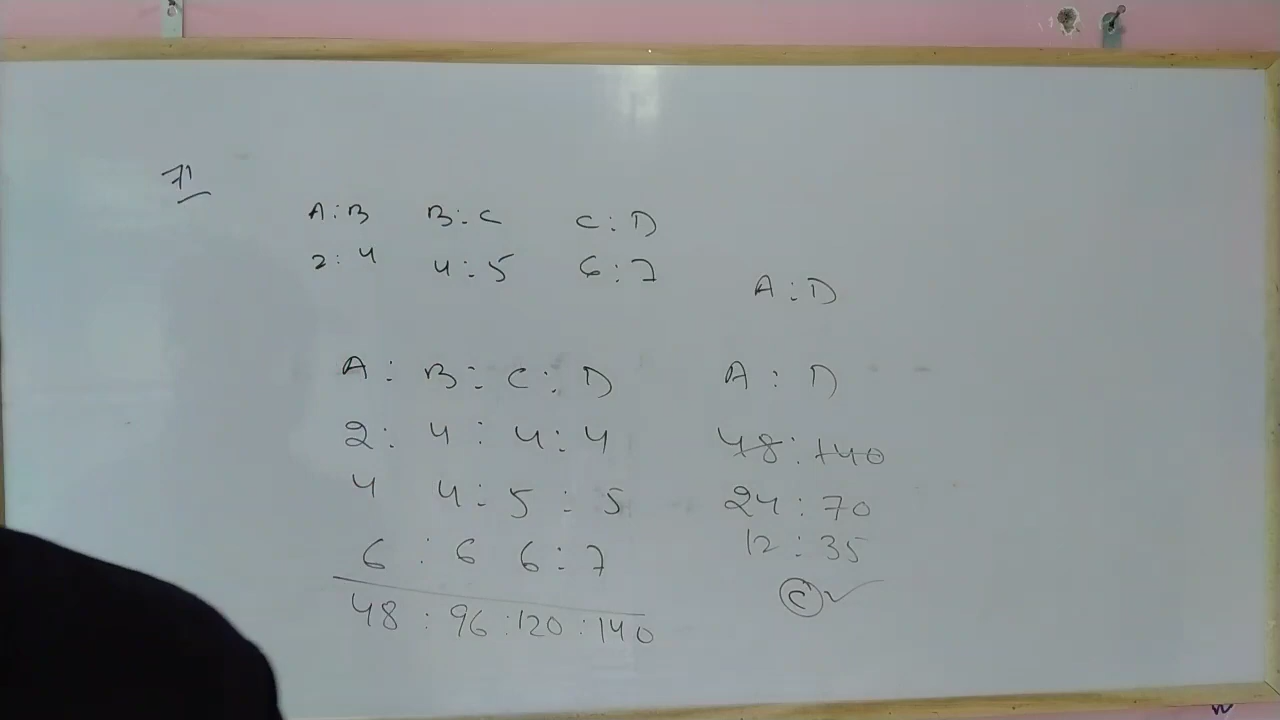 71
A:B B:C C:D
2:4 4:5 6:7
A:D
A: B: C: D
2: 4: 4: 4
4 4: 5: 5
6: 6 6: 7
48: 96: 120: 140
A: D
48: 140
24: 70
12: 35
C